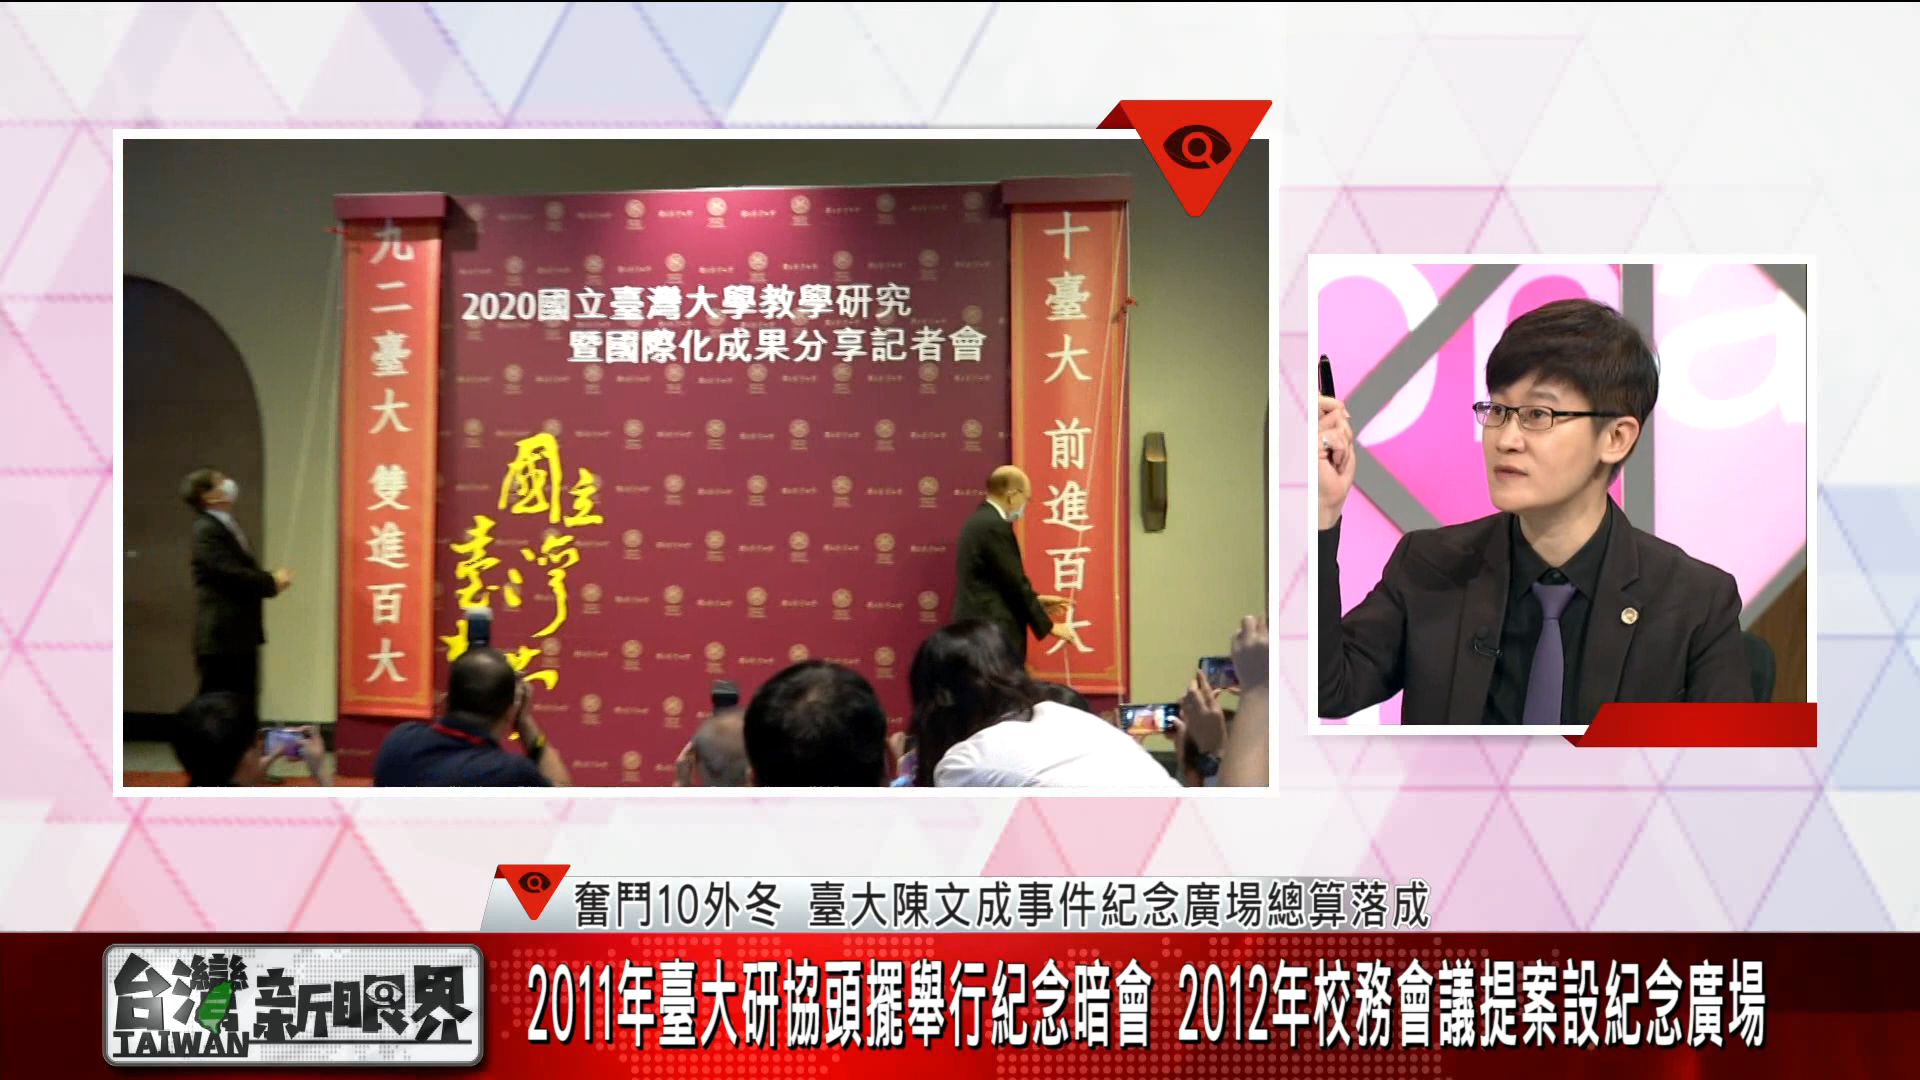 九二臺大 雙進百大
2020國立臺灣大學教學研究
暨國際化成果分享記者會
國立
臺灣
十臺大 前進百大
奮鬥10外冬 臺大陳文成事件紀念廣場總算落成
台灣新眼界
TAIWAN
2011年臺大研協頭擺舉行紀念暗會 2012年校務會議提案設紀念廣場